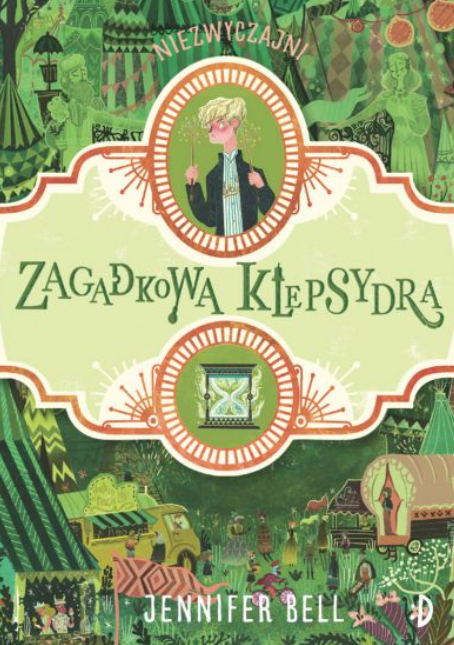 NIEZWYCZAJNI
ZAGADKOWA KLEPSYDRA
JENNIFER BELL
D